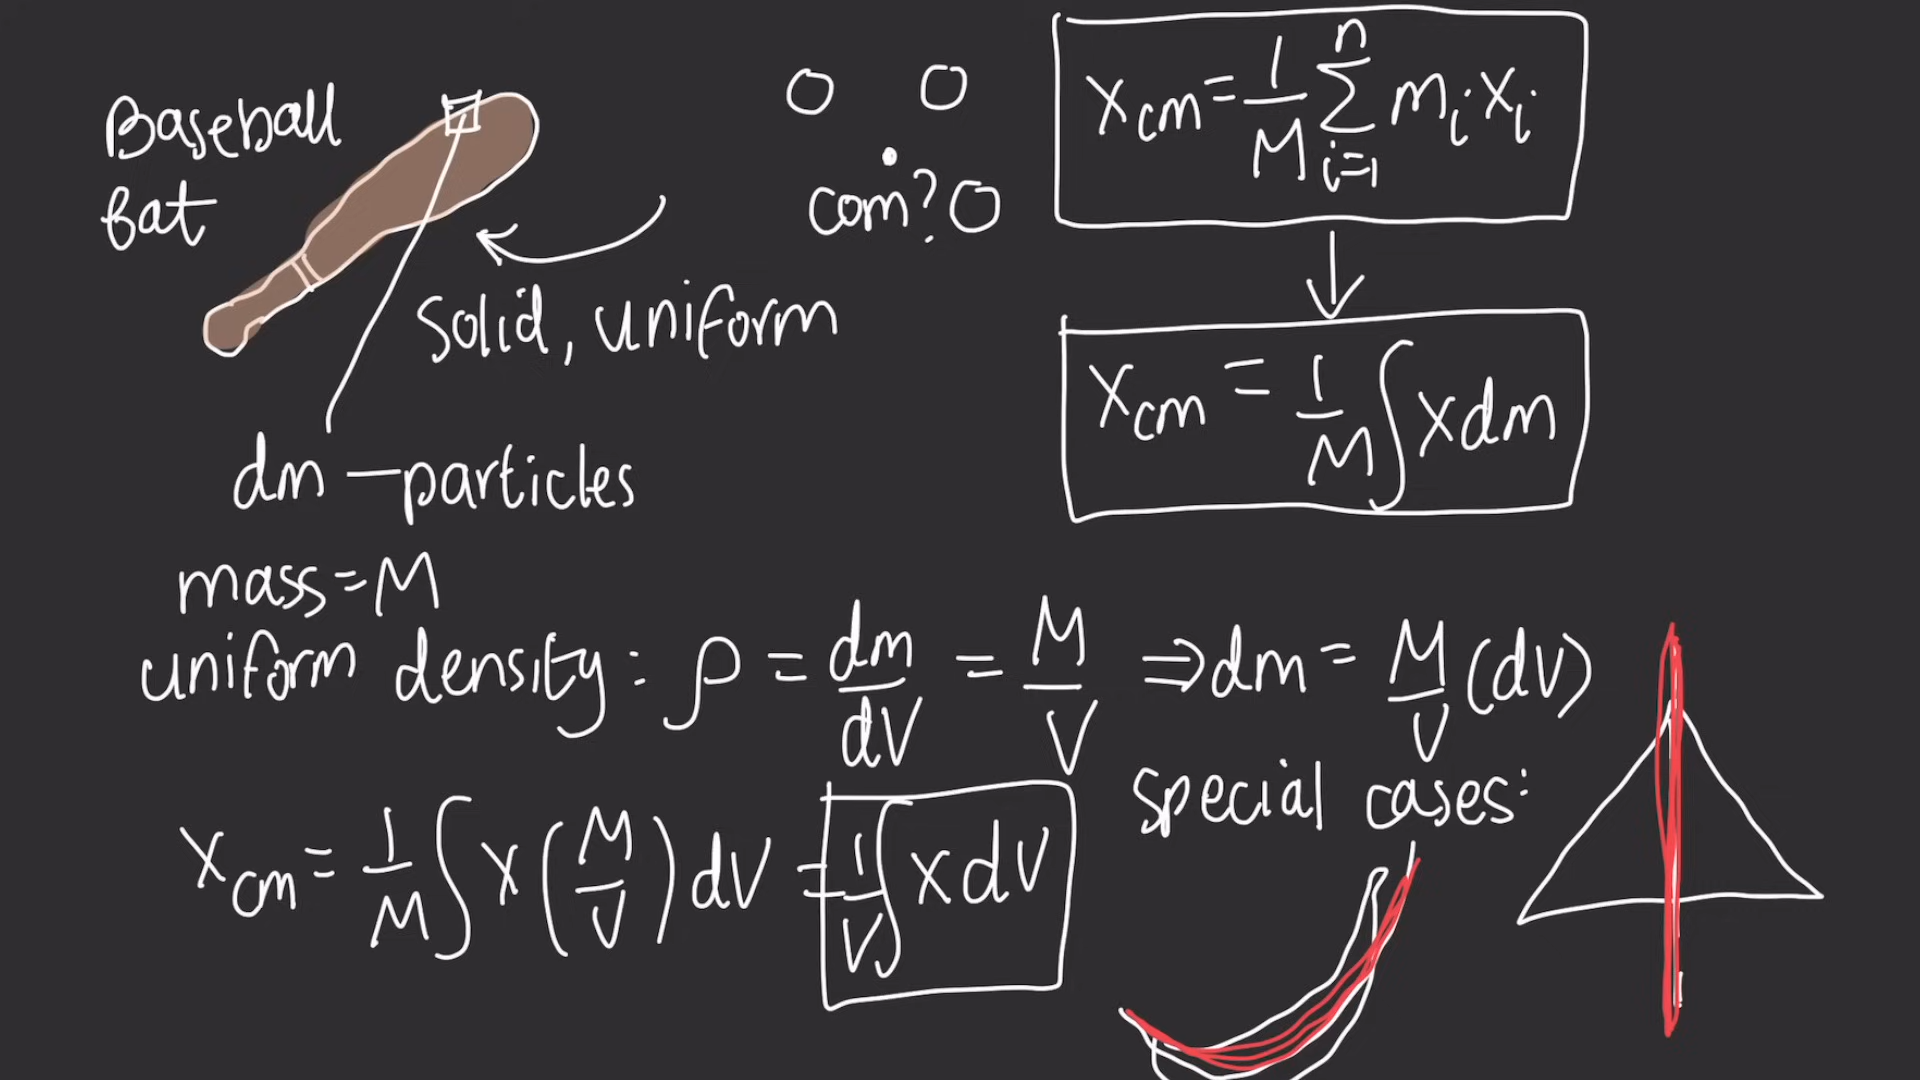 Baseball
Bat
solid, uniform
com?
x_cm = 1/M ∑_{i=1}^{n} m_i x_i
x_cm = 1/M ∫ x dm
dm — particles
mass = M
uniform density: ρ = dm/dV = M/V ⇒ dm = M/V (dV)
x_cm = 1/M ∫ x (M/V) dV = 1/V ∫ x dV
special cases: